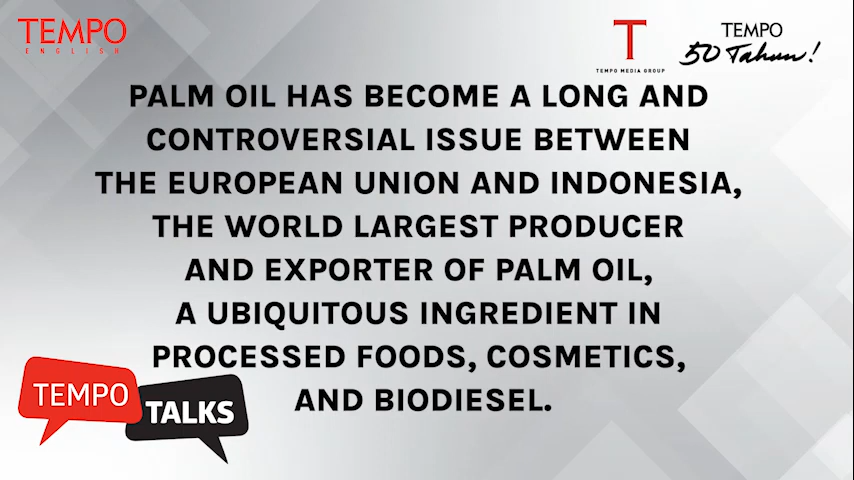 TEMPO
ENGLISH
T
TEMPO MEDIA GROUP
TEMPO
50 Tahun!
PALM OIL HAS BECOME A LONG AND
CONTROVERSIAL ISSUE BETWEEN
THE EUROPEAN UNION AND INDONESIA,
THE WORLD LARGEST PRODUCER
AND EXPORTER OF PALM OIL,
A UBIQUITOUS INGREDIENT IN
PROCESSED FOODS, COSMETICS,
AND BIODIESEL.
TEMPO
TALKS